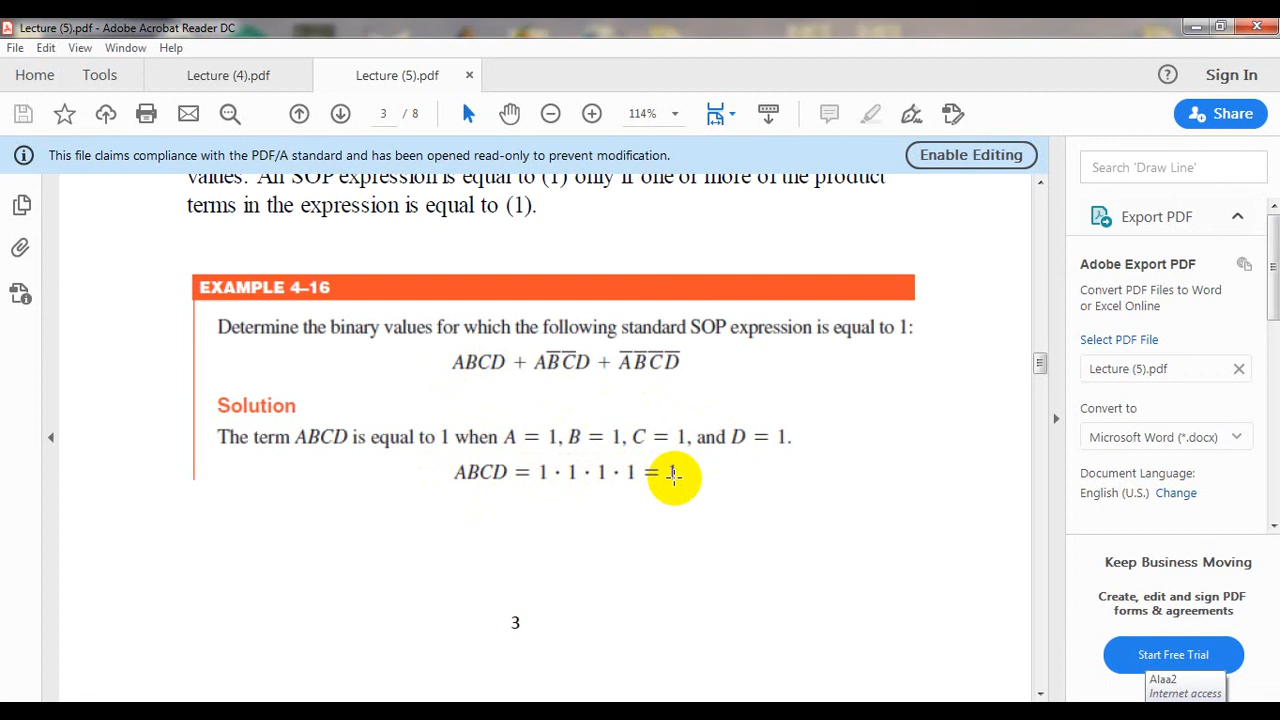 Lecture (5).pdf - Adobe Acrobat Reader DC
File Edit View Window Help
Home Tools Lecture (4).pdf Lecture (5).pdf × Sign In
3 / 8 114% Share
This file claims compliance with the PDF/A standard and has been opened read-only to prevent modification. Enable Editing
values. An SOP expression is equal to (1) only if one or more of the product
terms in the expression is equal to (1).
EXAMPLE 4–16
Determine the binary values for which the following standard SOP expression is equal to 1:
ABCD + AB̅C̅D + A̅B̅C̅D̅
Solution
The term ABCD is equal to 1 when A = 1, B = 1, C = 1, and D = 1.
ABCD = 1 · 1 · 1 · 1 = 1
3
Search 'Draw Line'
Export PDF
Adobe Export PDF
Convert PDF Files to Word
or Excel Online
Select PDF File
Lecture (5).pdf
Convert to
Microsoft Word (*.docx)
Document Language:
English (U.S.) Change
Keep Business Moving
Create, edit and sign PDF
forms & agreements
Start Free Trial
Alaa2
Internet access